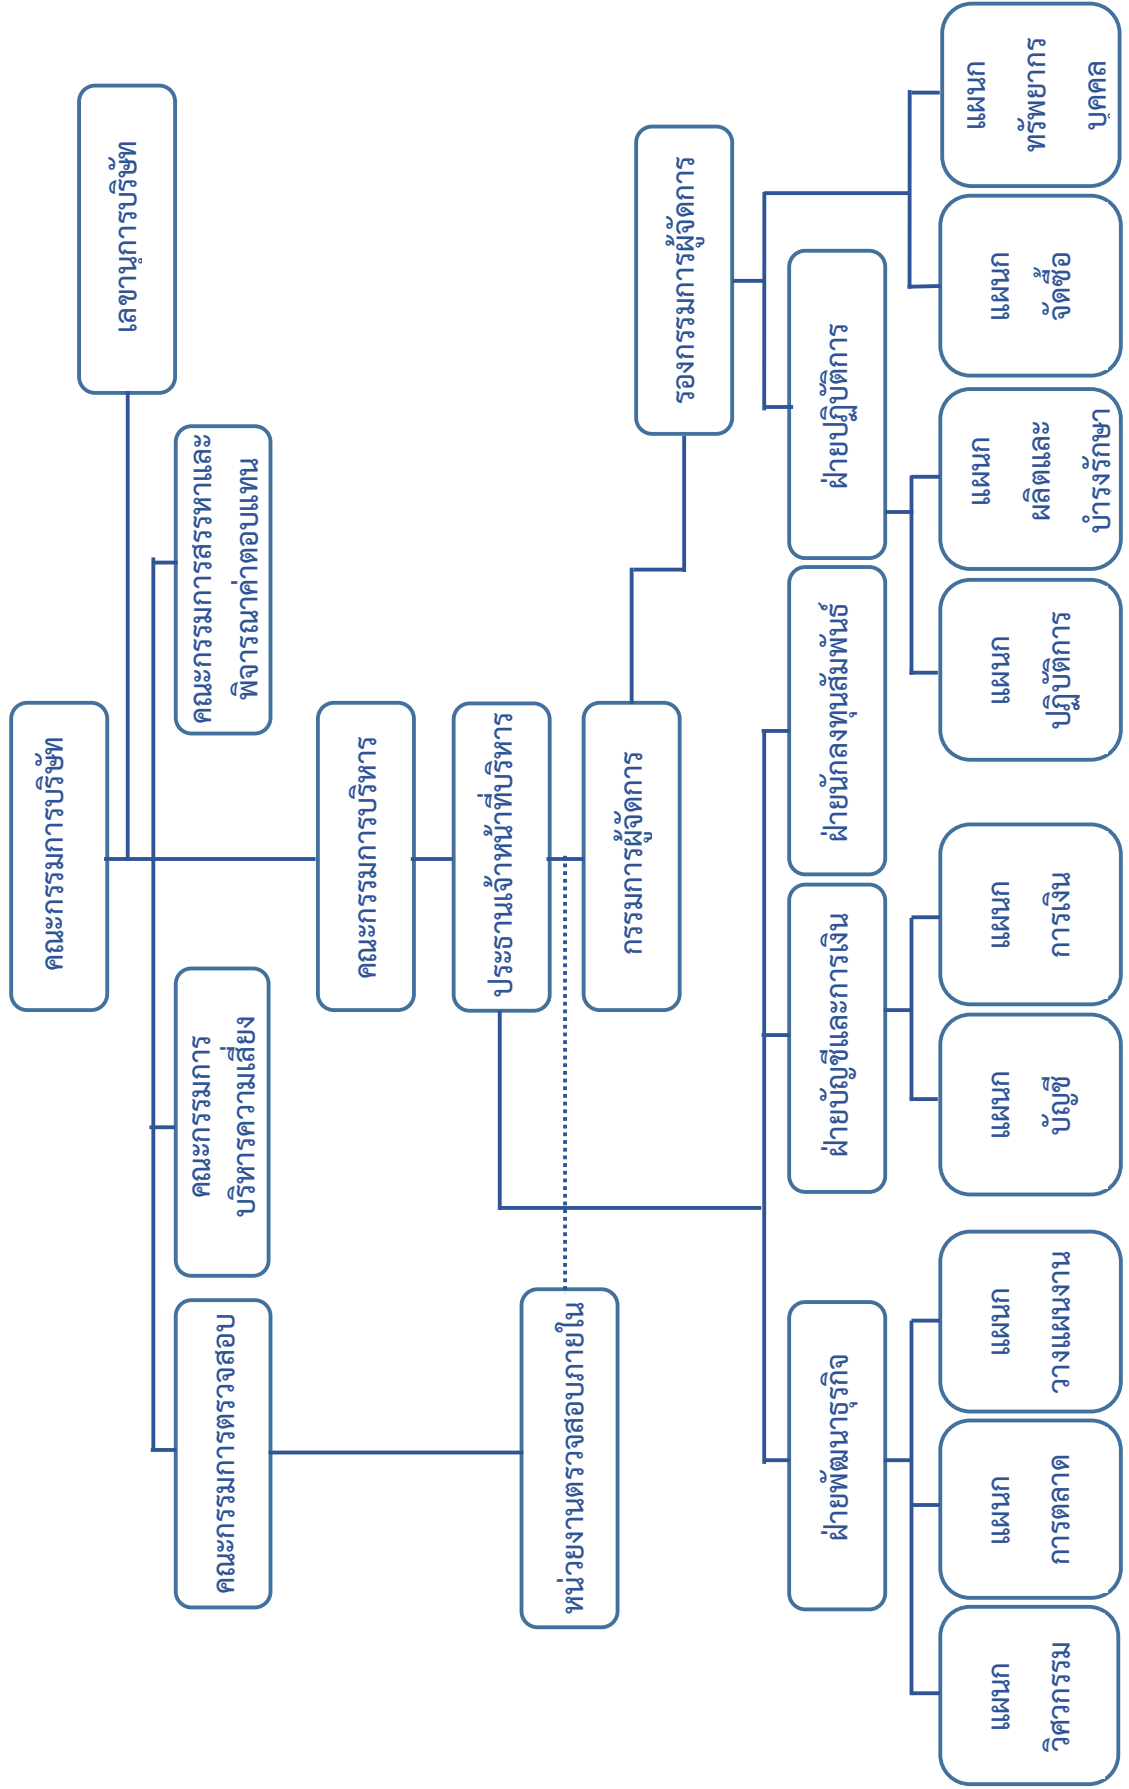 คณะกรรมการบริษัท
เลขานุการบริษัท
คณะกรรมการตรวจสอบ
คณะกรรมการ
บริหารความเสี่ยง
คณะกรรมการสรรหาและ
พิจารณาค่าตอบแทน
คณะกรรมการบริหาร
ประธานเจ้าหน้าที่บริหาร
หน่วยงานตรวจสอบภายใน
กรรมการผู้จัดการ
รองกรรมการผู้จัดการ
ฝ่ายพัฒนาธุรกิจ
ฝ่ายบัญชีและการเงิน
ฝ่ายนักลงทุนสัมพันธ์
ฝ่ายปฏิบัติการ
แผนก
วิศวกรรม
แผนก
การตลาด
แผนก
วางแผนงาน
แผนก
บัญชี
แผนก
การเงิน
แผนก
ปฏิบัติการ
แผนก
ผลิตและ
บำรงรักษา
แผนก
จัดซื้อ
แผนก
ทรัพยากร
บุคคล